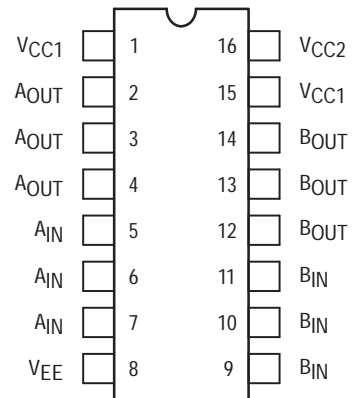 VCC1 1 16 VCC2
AOUT 2 15 VCC1
AOUT 3 14 BOUT
AOUT 4 13 BOUT
AIN 5 12 BOUT
AIN 6 11 BIN
AIN 7 10 BIN
VEE 8 9 BIN